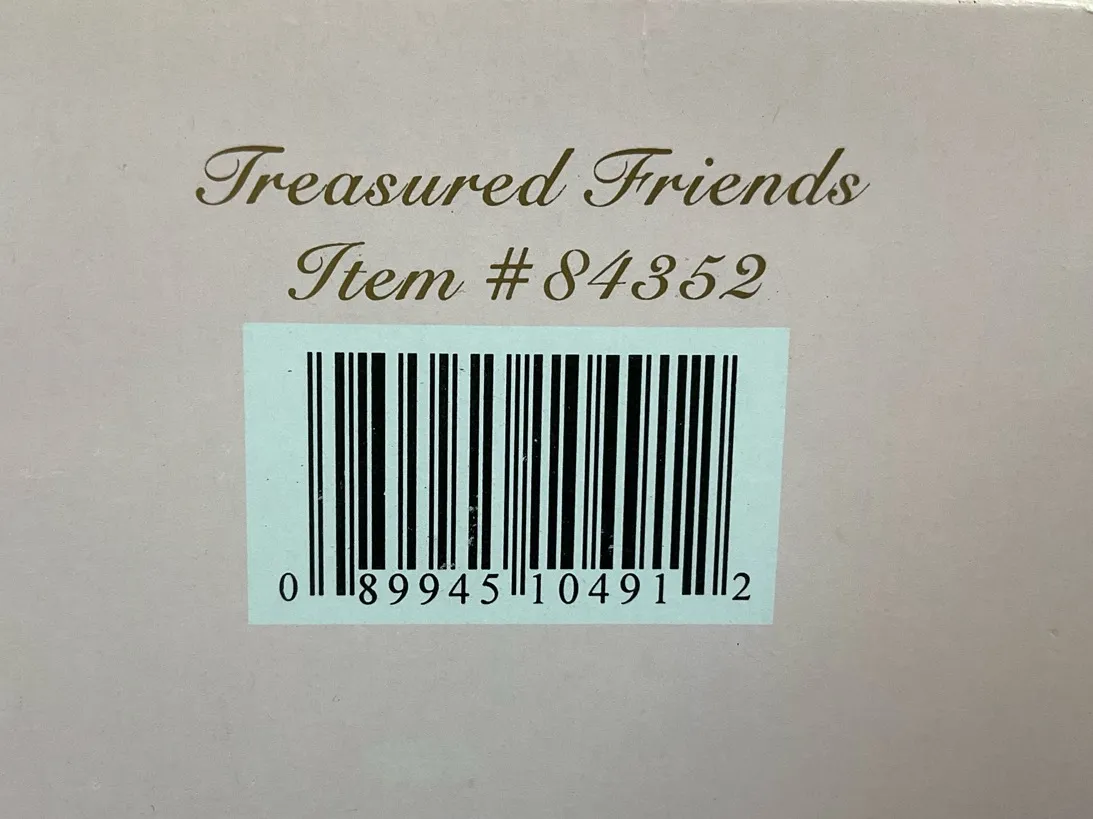 Treasured Friends
Item #84352
0 89945 10491 2